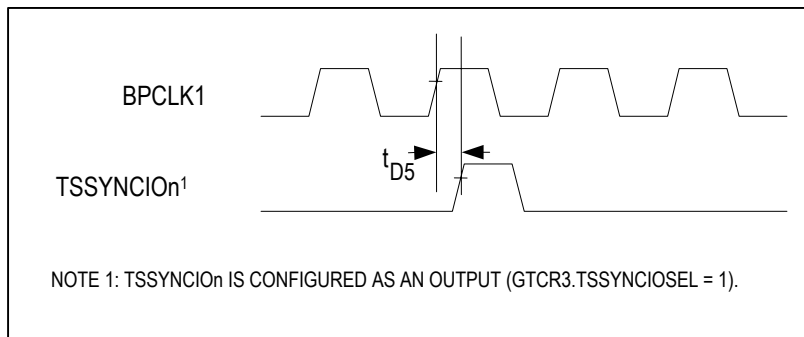 BPCLK1
tD5
TSSYNCIOn¹
NOTE 1: TSSYNCIOn IS CONFIGURED AS AN OUTPUT (GTCR3.TSSYNCIOSEL = 1).